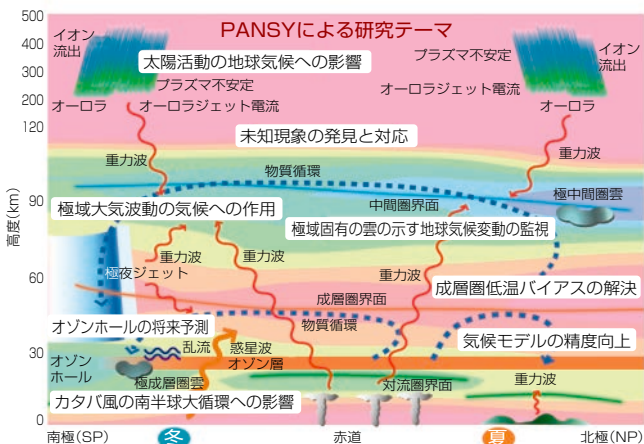 PANSYによる研究テーマ
500
400
300
200
120
90
60
30
0
高度(km)
イオン
流出
太陽活動の地球気候への影響
プラズマ不安定
オーロラ
オーロラジェット電流
プラズマ不安定
イオン
流出
オーロラジェット電流
オーロラ
未知現象の発見と対応
重力波
物質循環
重力波
中間圏界面
極中間圏雲
極域大気波動の気候への作用
極域固有の雲の示す地球気候変動の監視
重力波
極夜ジェット
重力波
重力波
成層圏界面
成層圏低温バイアスの解決
オゾンホールの将来予測
物質循環
気候モデルの精度向上
乱流
惑星波
オゾン層
オゾン
ホール
極成層圏雲
対流圏界面
重力波
カタバ風の南半球大循環への影響
南極(SP)
冬
赤道
夏
北極(NP)